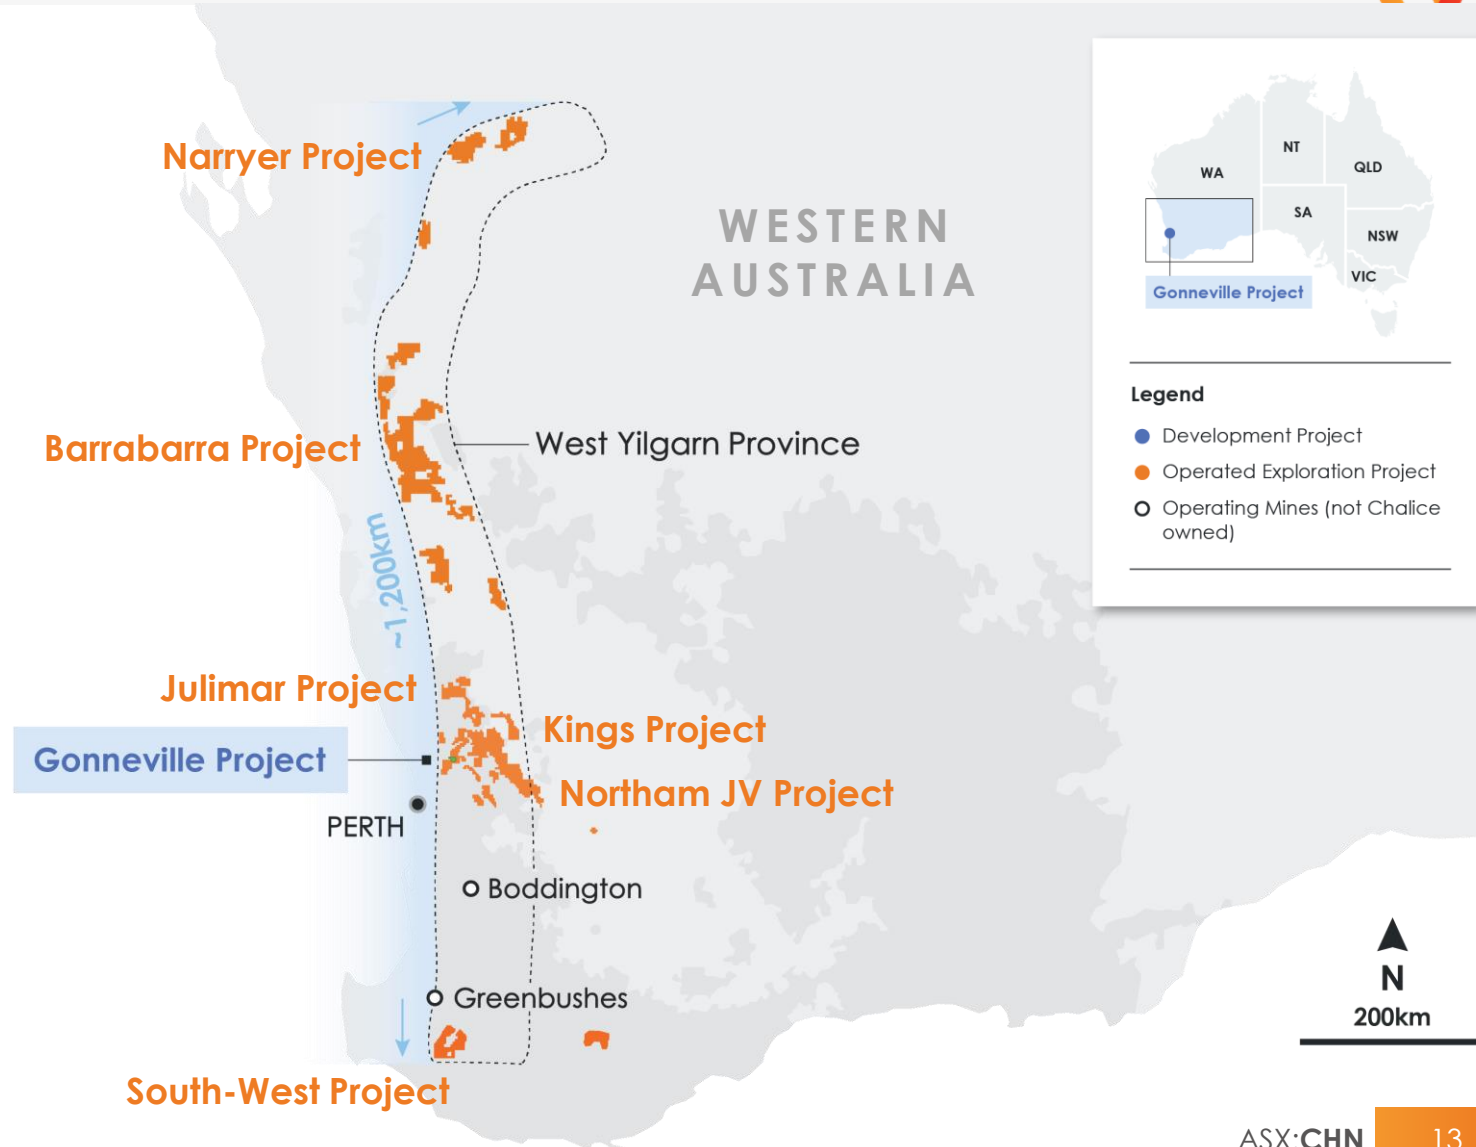 Narryer Project
WESTERN
AUSTRALIA
Barrabarra Project
West Yilgarn Province
~1,200km
Julimar Project
Kings Project
Gonneville Project
Northam JV Project
PERTH
Boddington
Greenbushes
South-West Project
WA
NT
QLD
SA
NSW
VIC
Gonneville Project
Legend
Development Project
Operated Exploration Project
Operating Mines (not Chalice
owned)
N
200km
ASX:CHN
13